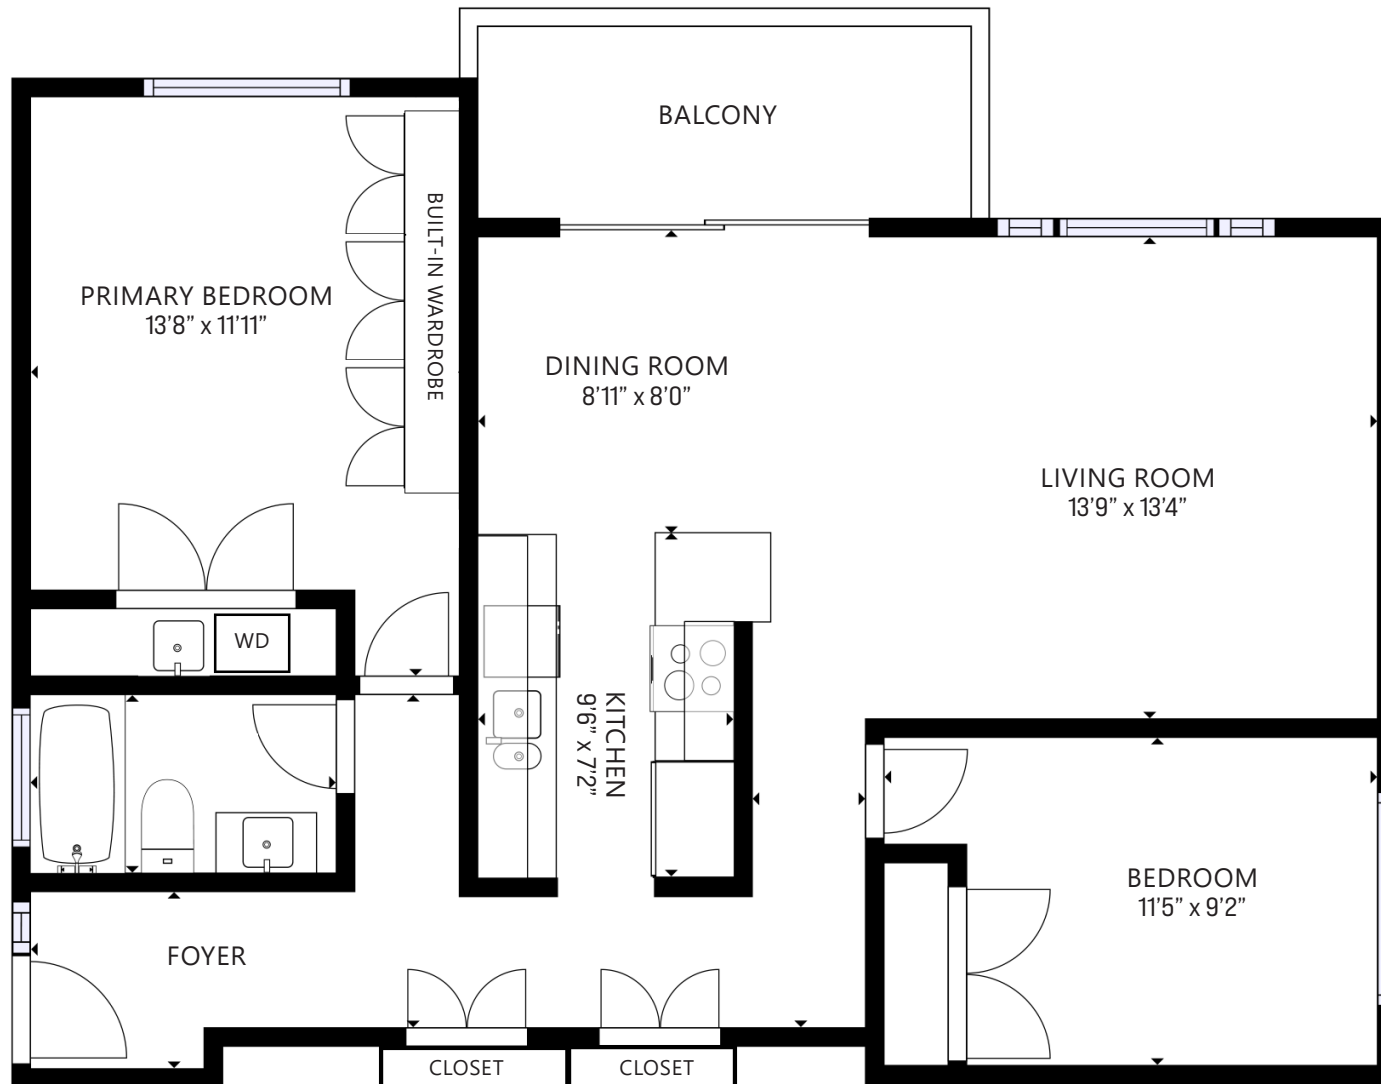 BALCONY
BUILT-IN WARDROBE
PRIMARY BEDROOM
13'8" x 11'11"
DINING ROOM
8'11" x 8'0"
LIVING ROOM
13'9" x 13'4"
WD
KITCHEN
9'6" x 7'2"
BEDROOM
11'5" x 9'2"
FOYER
CLOSET
CLOSET